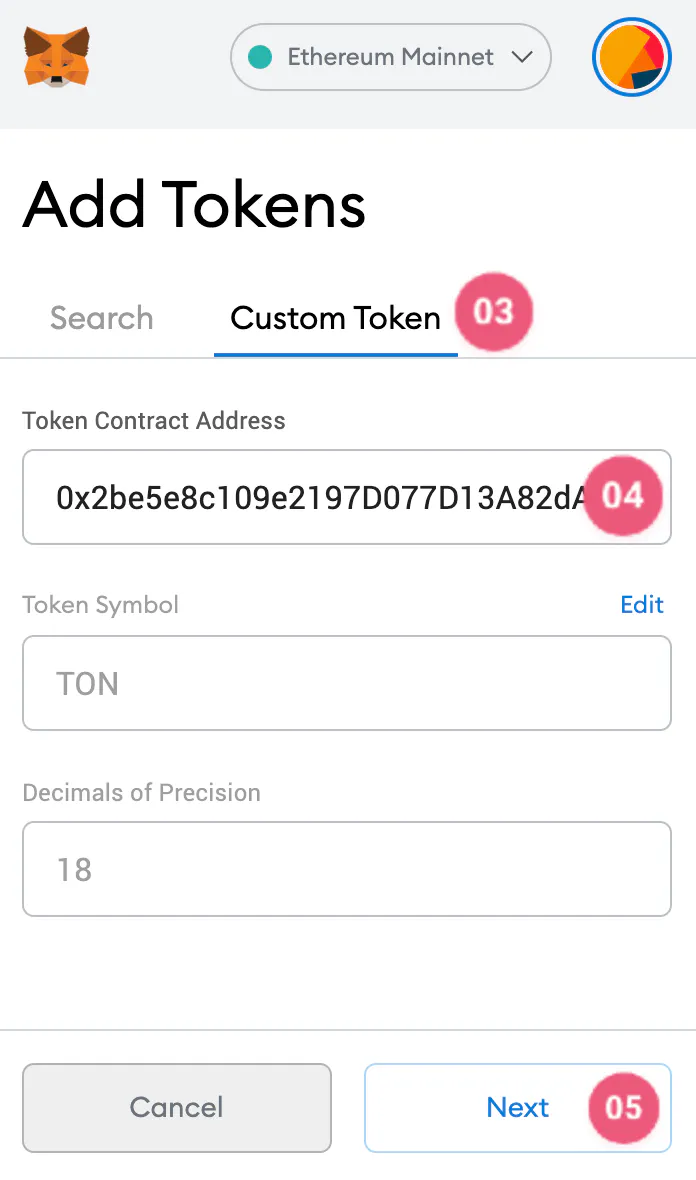 Ethereum Mainnet
Add Tokens
Search
Custom Token
03
Token Contract Address
0x2be5e8c109e2197D077D13A82dA
04
Token Symbol
Edit
TON
Decimals of Precision
18
Cancel
Next
05